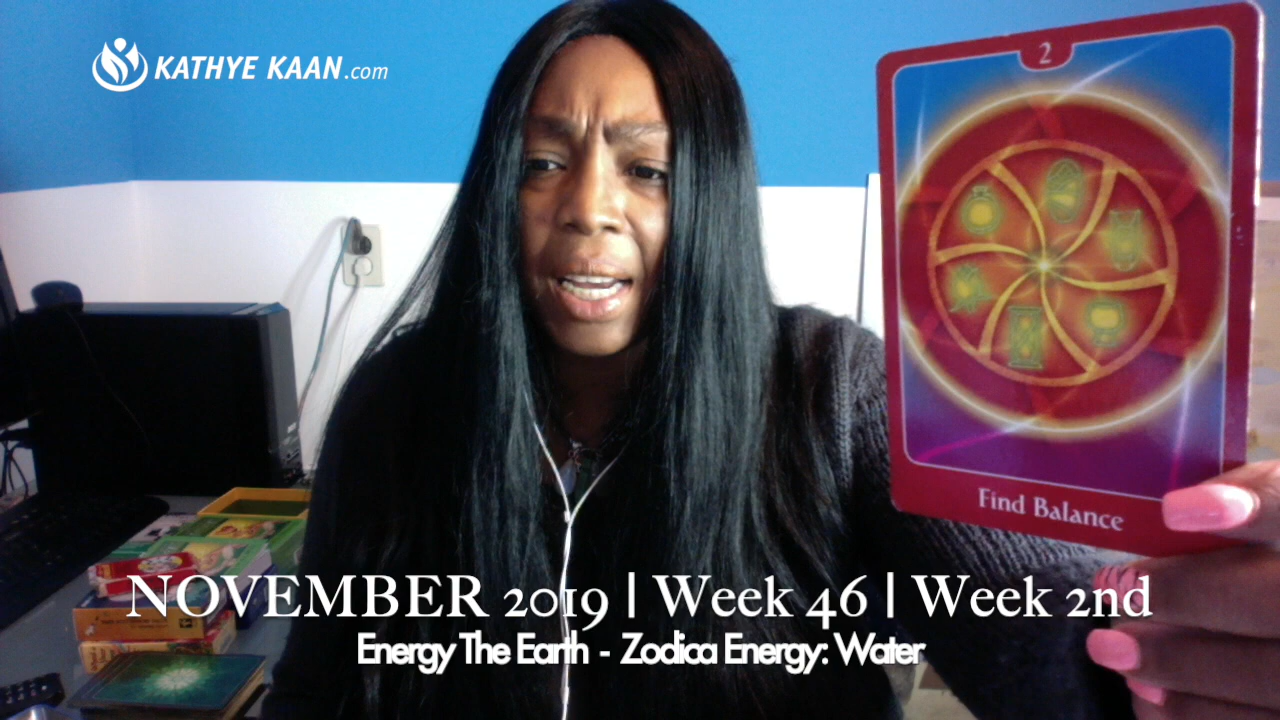 KATHYE KAAN.com
2
Find Balance
NOVEMBER 2019 | Week 46 | Week 2nd
Energy The Earth - Zodica Energy: Water